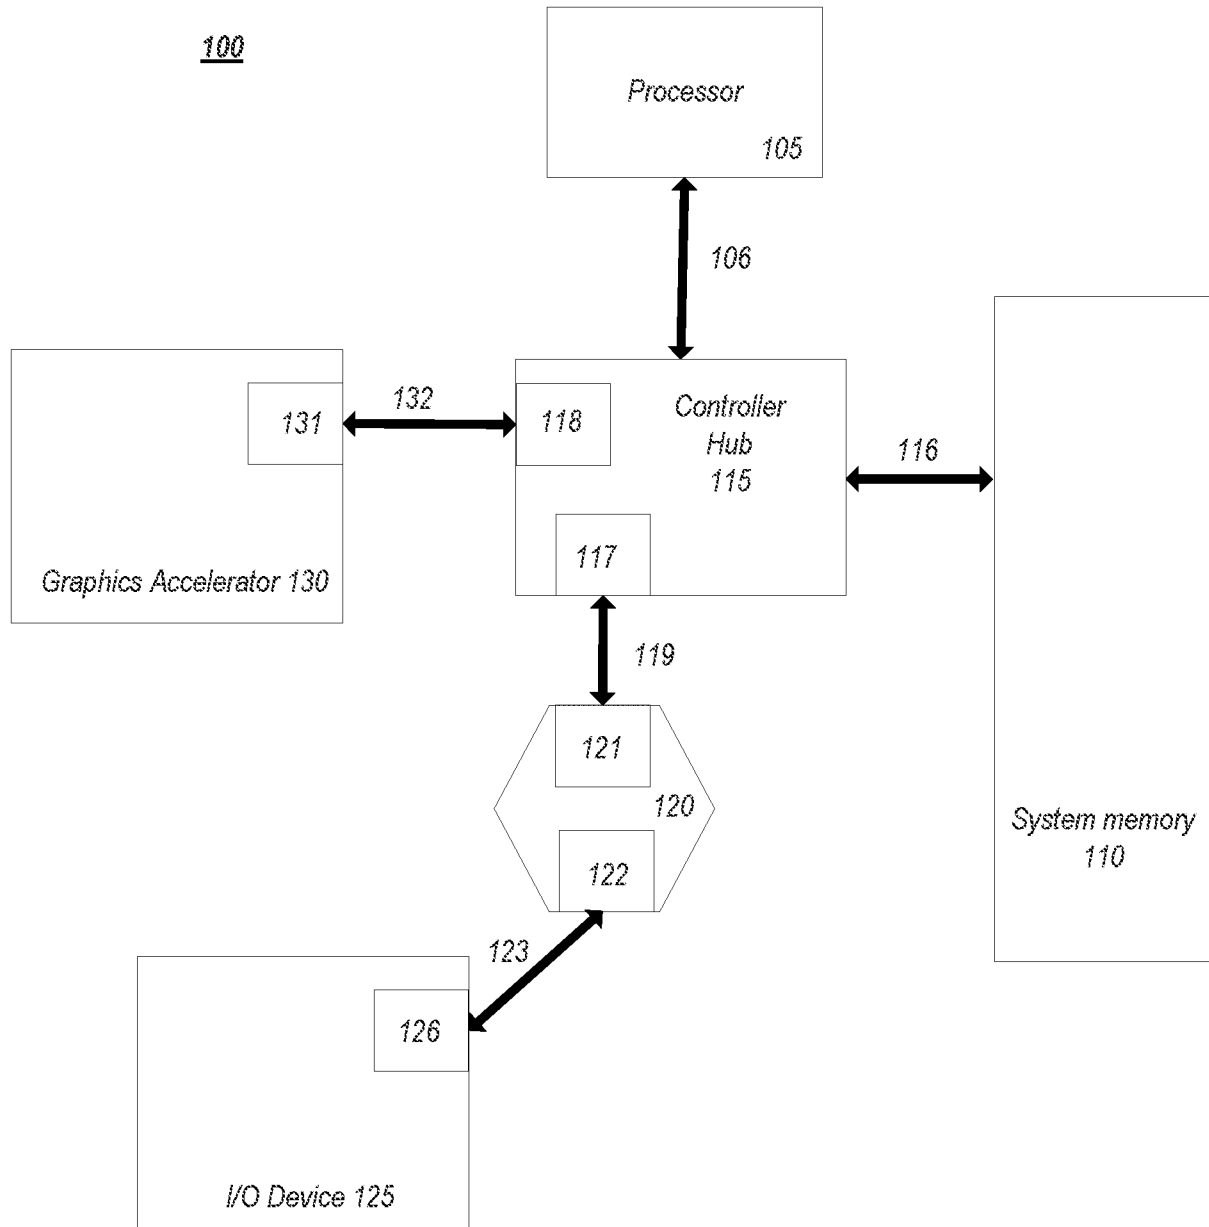 100
Processor
105
106
131
132
118
Controller
Hub
115
116
117
Graphics Accelerator 130
119
121
120
122
System memory
110
123
126
I/O Device 125